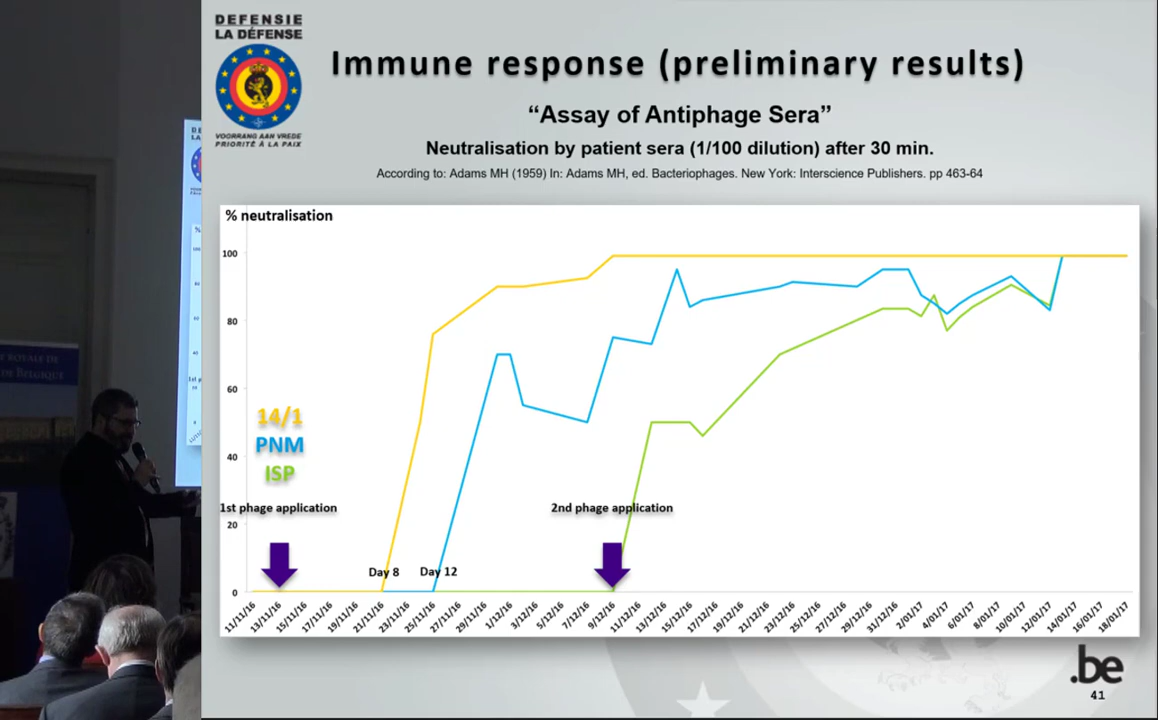 DEFENSIE
LA DÉFENSE
VOORRANG AAN VREDE
PRIORITÉ À LA PAIX
Immune response (preliminary results)
“Assay of Antiphage Sera”
Neutralisation by patient sera (1/100 dilution) after 30 min.
According to: Adams MH (1959) In: Adams MH, ed. Bacteriophages. New York: Interscience Publishers. pp 463-64
% neutralisation
100
80
60
40
20
0
14/1
PNM
ISP
1st phage application
2nd phage application
Day 8
Day 12
11/11/16
13/11/16
15/11/16
17/11/16
19/11/16
21/11/16
23/11/16
25/11/16
27/11/16
29/11/16
1/12/16
3/12/16
5/12/16
7/12/16
9/12/16
11/12/16
13/12/16
15/12/16
17/12/16
19/12/16
21/12/16
23/12/16
25/12/16
27/12/16
29/12/16
31/12/16
2/01/17
4/01/17
6/01/17
8/01/17
10/01/17
12/01/17
14/01/17
16/01/17
18/01/17
.be
41
ROYALE DE
DE BELGIQUE